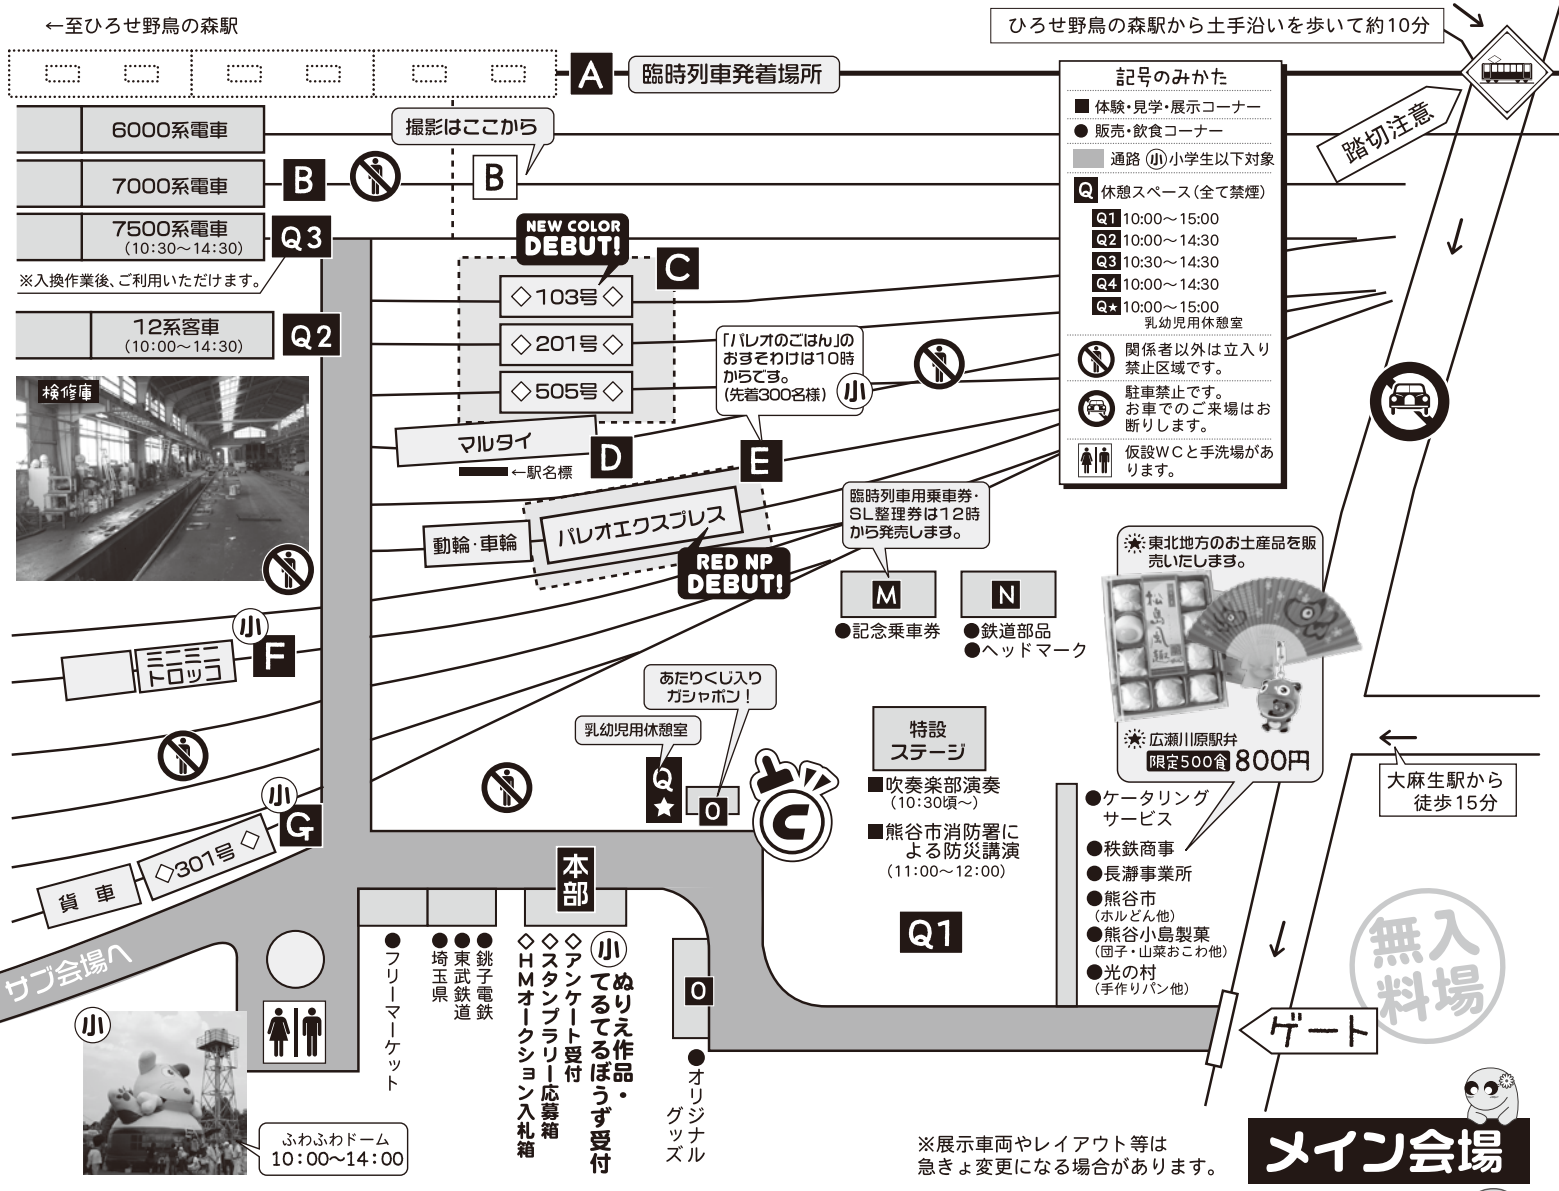 ←至ひろせ野鳥の森駅
ひろせ野鳥の森駅から土手沿いを歩いて約10分
A
臨時列車発着場所
踏切注意
6000系電車
撮影はここから
7000系電車
B
B
7500系電車
(10:30～14:30)
Q3
※入換作業後、ご利用いただけます。
12系客車
(10:00～14:30)
Q2
検修庫
NEW COLOR
DEBUT!
C
◇103号◇
◇201号◇
◇505号◇
マルタイ
D
←駅名標
「パレオのごはん」の
おすそわけは10時
からです。
(先着300名様)
小
E
動輪・車輪
パレオエクスプレス
RED NP
DEBUT!
記号のみかた
■体験・見学・展示コーナー
●販売・飲食コーナー
通路 小 小学生以下対象
Q 休憩スペース(全て禁煙)
Q1 10:00～15:00
Q2 10:00～14:30
Q3 10:30～14:30
Q4 10:00～14:30
Q★ 10:00～15:00
乳幼児用休憩室
関係者以外は立入り
禁止区域です。
駐車禁止です。
お車でのご来場はお
断りします。
仮設WCと手洗場があ
ります。
臨時列車用乗車券・
SL整理券は12時
から発売します。
M
●記念乗車券
N
●鉄道部品
●ヘッドマーク
東北地方のお土産品を販
売いたします。
松島風趣
広瀬川原駅弁
限定500食 800円
小
F
ミニミニ
トロッコ
小
G
◇301号◇
貨車
サブ会場へ
あたりくじ入り
ガシャポン！
乳幼児用休憩室
Q
★
O
C
特設
ステージ
■吹奏楽部演奏
(10:30頃～)
■熊谷市消防署に
よる防災講演
(11:00～12:00)
Q1
●ケータリング
サービス
●秩鉄商事
●長瀞事業所
●熊谷市
(ホルどん他)
●熊谷小島製菓
(団子・山菜おこわ他)
●光の村
(手作りパン他)
←
大麻生駅から
徒歩15分
本部
●フリーマーケット
●埼玉県
●東武鉄道
●銚子電鉄
小
ぬりえ作品・
てるてるぼうず受付
◇アンケート受付
◇スタンプラリー応募箱
◇HMオークション入札箱
O
●オリジナル
グッズ
小
ふわふわドーム
10:00～14:00
入場
無料
ゲート
※展示車両やレイアウト等は
急きょ変更になる場合があります。
メイン会場